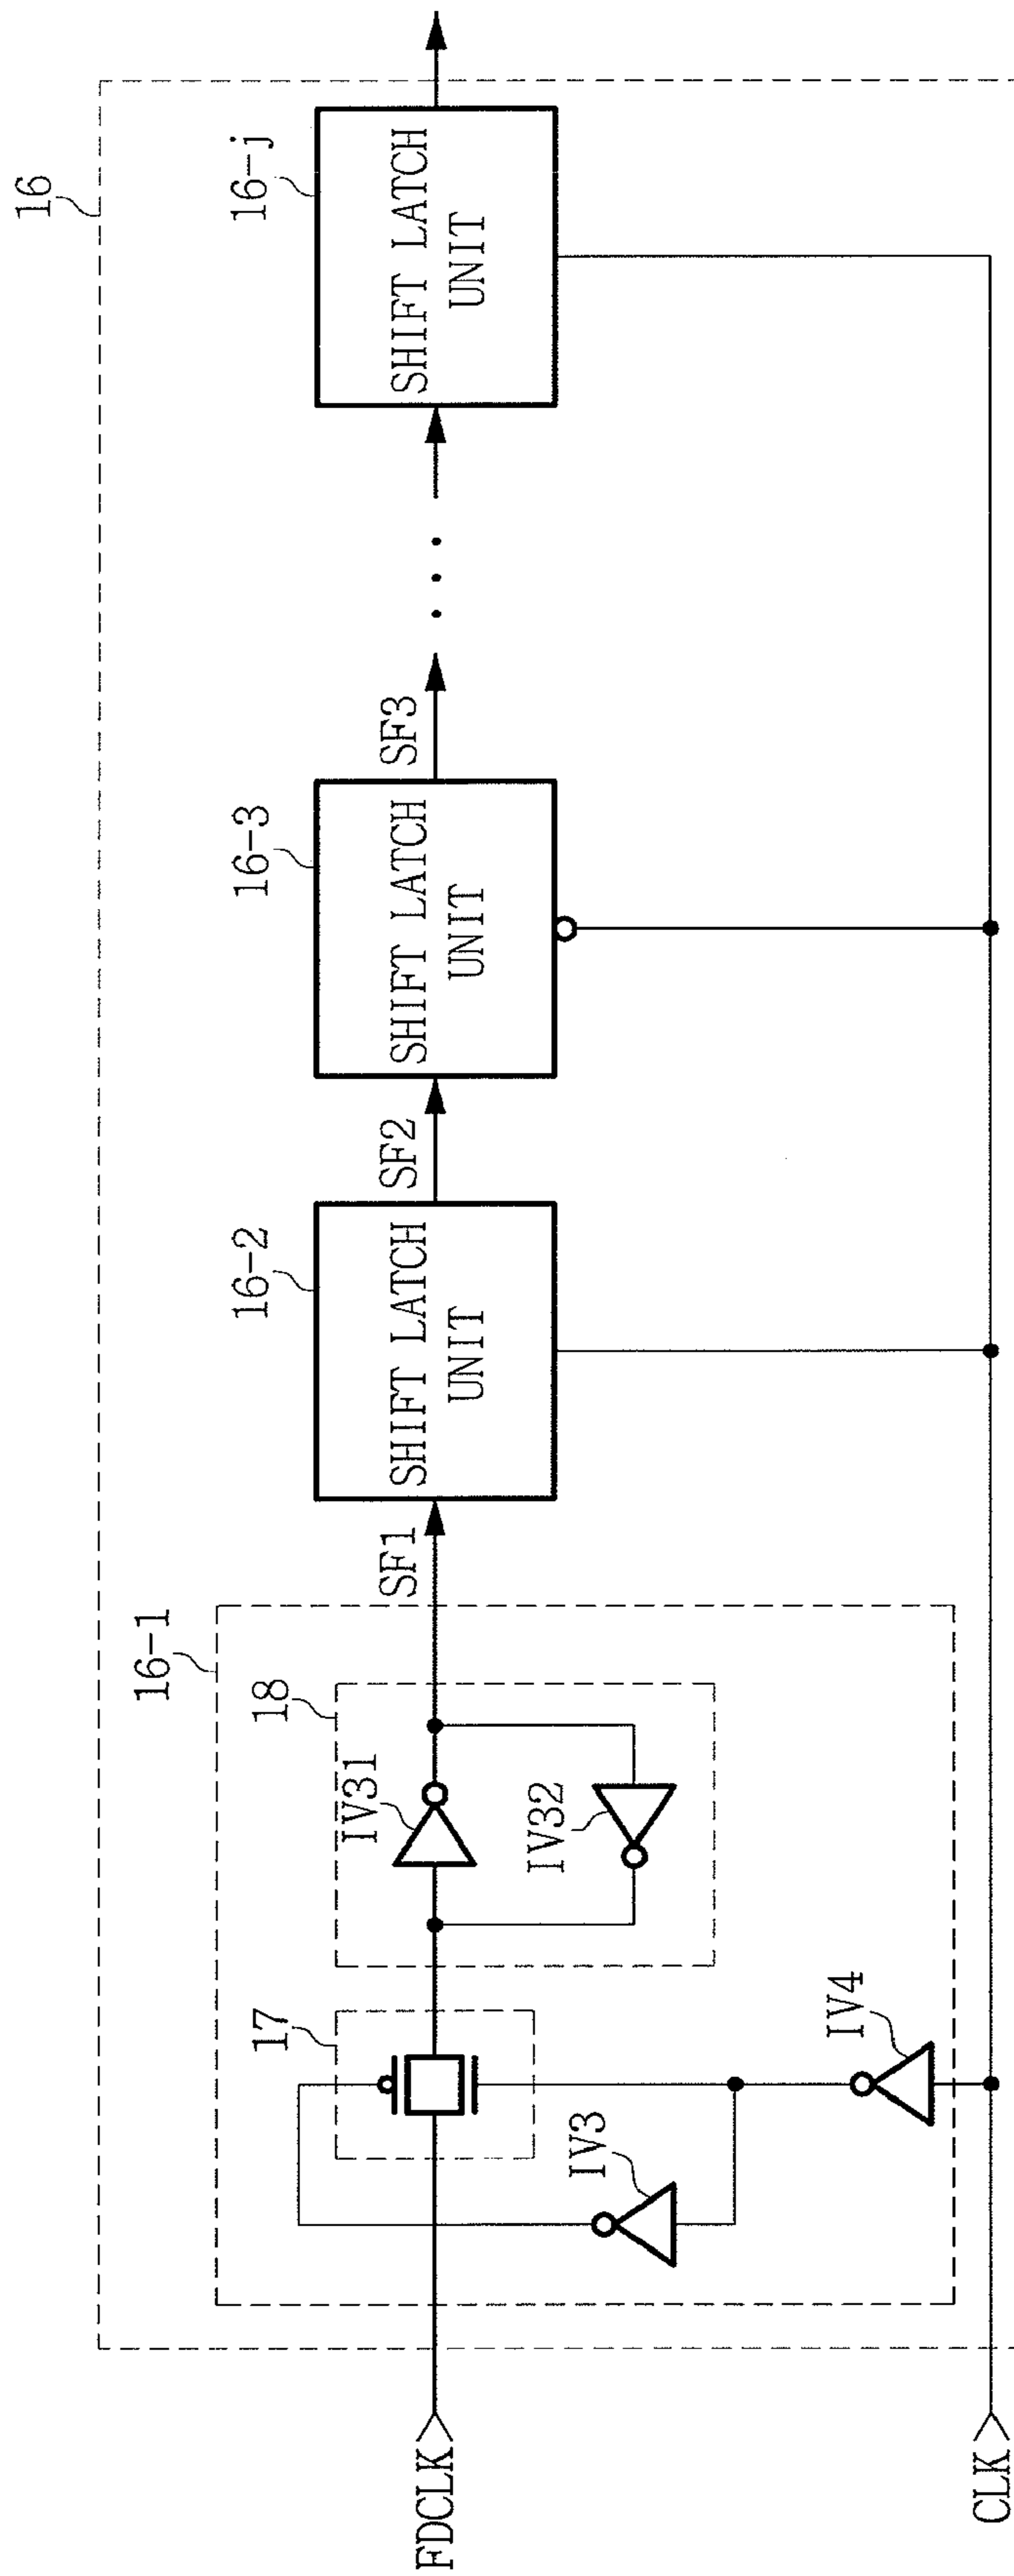 16
16-1
17
18
IV31
IV32
IV3
IV4
SF1
16-2
SHIFT LATCH
UNIT
SF2
16-3
SHIFT LATCH
UNIT
SF3
. . .
16-j
SHIFT LATCH
UNIT
FDCLK
CLK